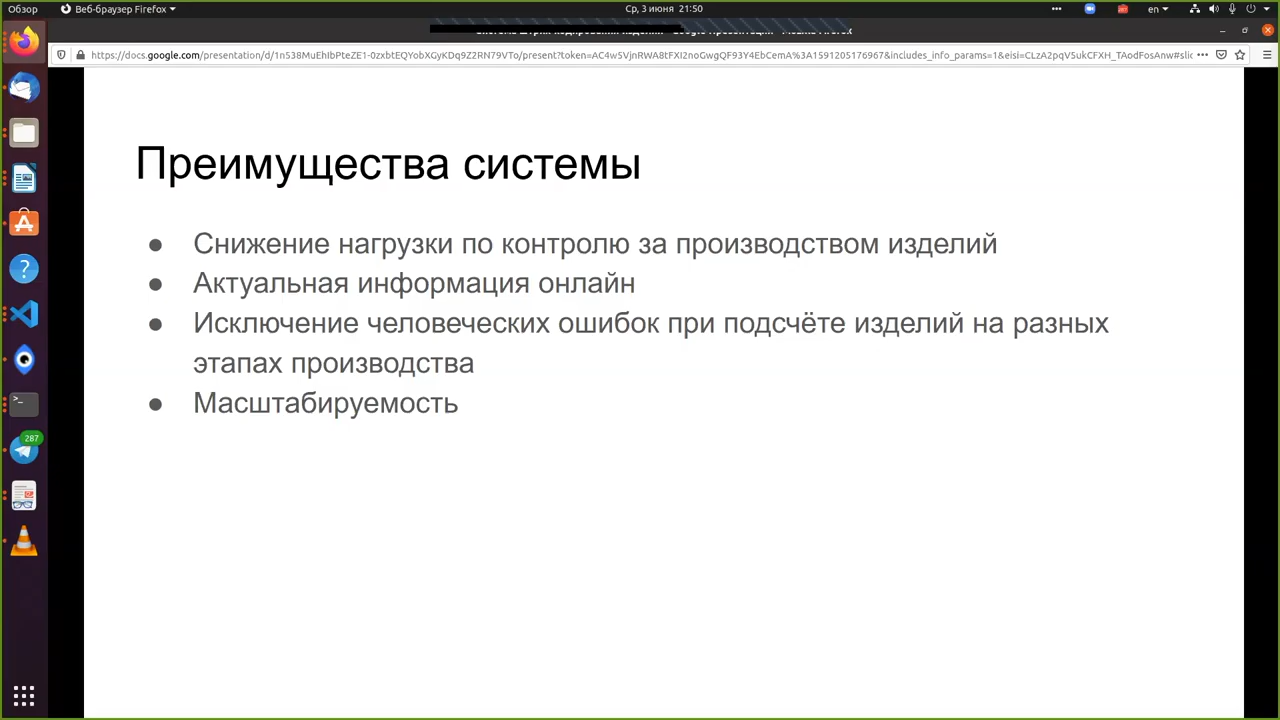 Обзор
Веб-браузер Firefox
Ср, 3 июня 21:50
en
https://docs.google.com/presentation/d/1n538MuEhIbPteZE1-0zxbtEQYobXGyKDq9Z2RN79VTo/present?token=AC4w5VjnRWA8tFXI2noGwgQF93Y4EbCemA%3A1591205176967&includes_info_params=1&eisi=CLzA2pqV5ukCFXH_TAodFosAnw#slic
Преимущества системы
● Снижение нагрузки по контролю за производством изделий
● Актуальная информация онлайн
● Исключение человеческих ошибок при подсчёте изделий на разных
этапах производства
● Масштабируемость
287